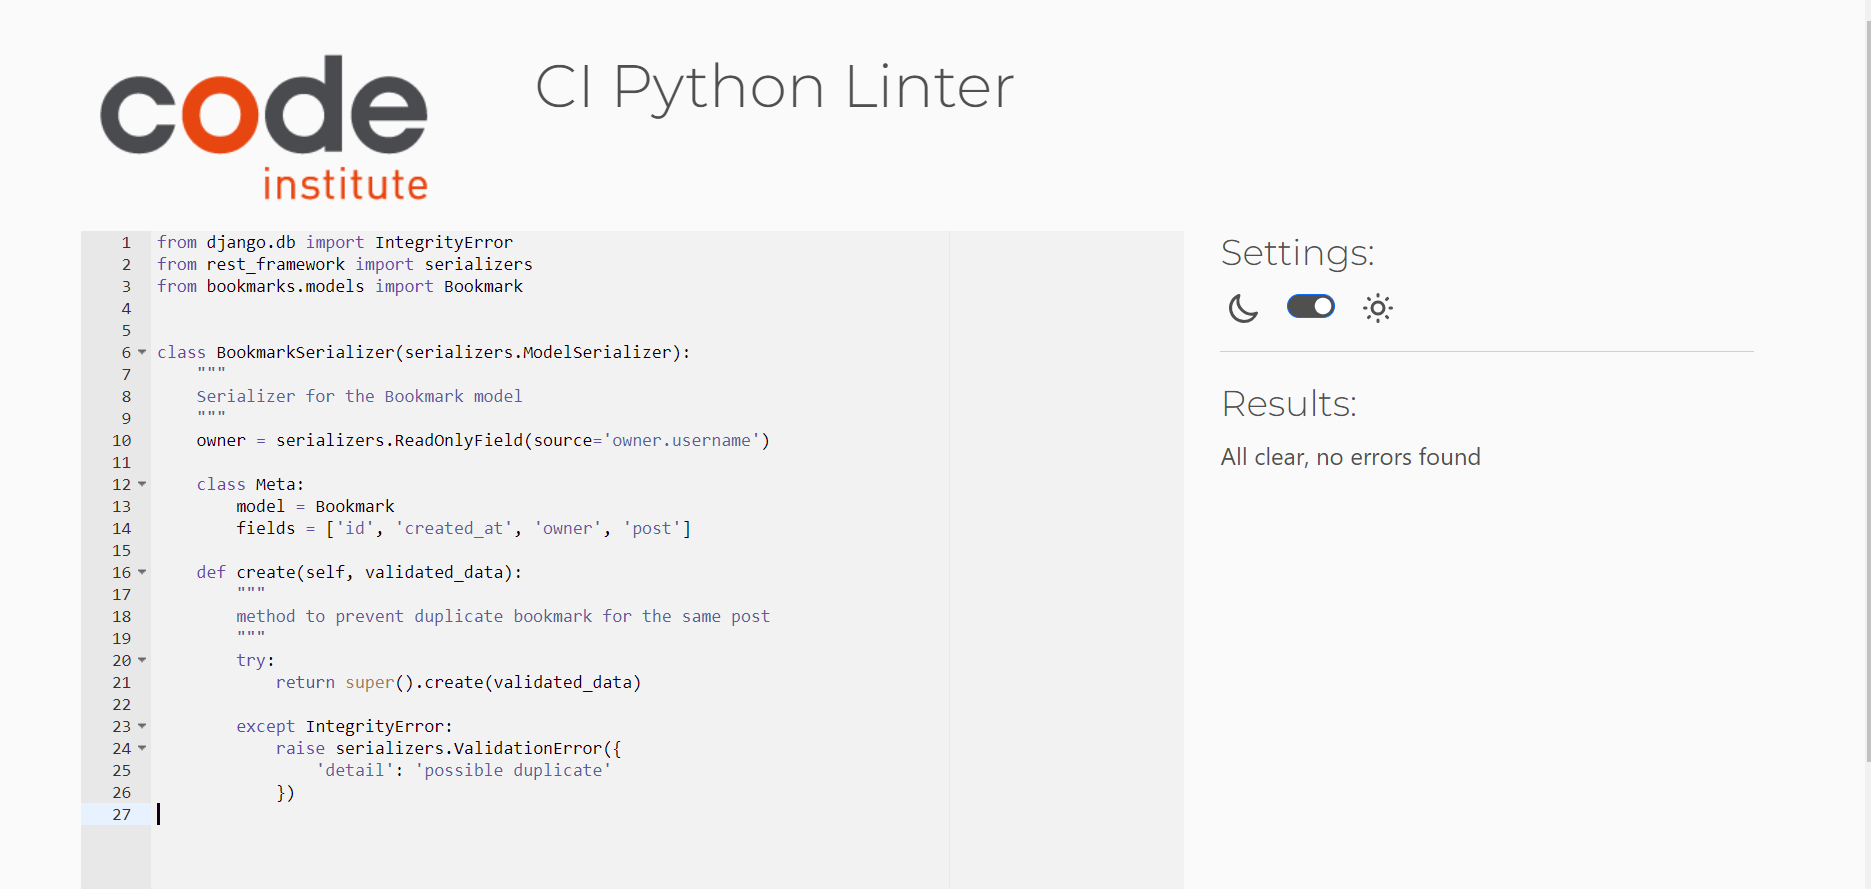 code
institute
CI Python Linter
1 from django.db import IntegrityError
2 from rest_framework import serializers
3 from bookmarks.models import Bookmark
4
5
6 class BookmarkSerializer(serializers.ModelSerializer):
7     """
8     Serializer for the Bookmark model
9     """
10     owner = serializers.ReadOnlyField(source='owner.username')
11
12     class Meta:
13         model = Bookmark
14         fields = ['id', 'created_at', 'owner', 'post']
15
16     def create(self, validated_data):
17         """
18         method to prevent duplicate bookmark for the same post
19         """
20         try:
21             return super().create(validated_data)
22
23         except IntegrityError:
24             raise serializers.ValidationError({
25                 'detail': 'possible duplicate'
26             })
27
Settings:
Results:
All clear, no errors found